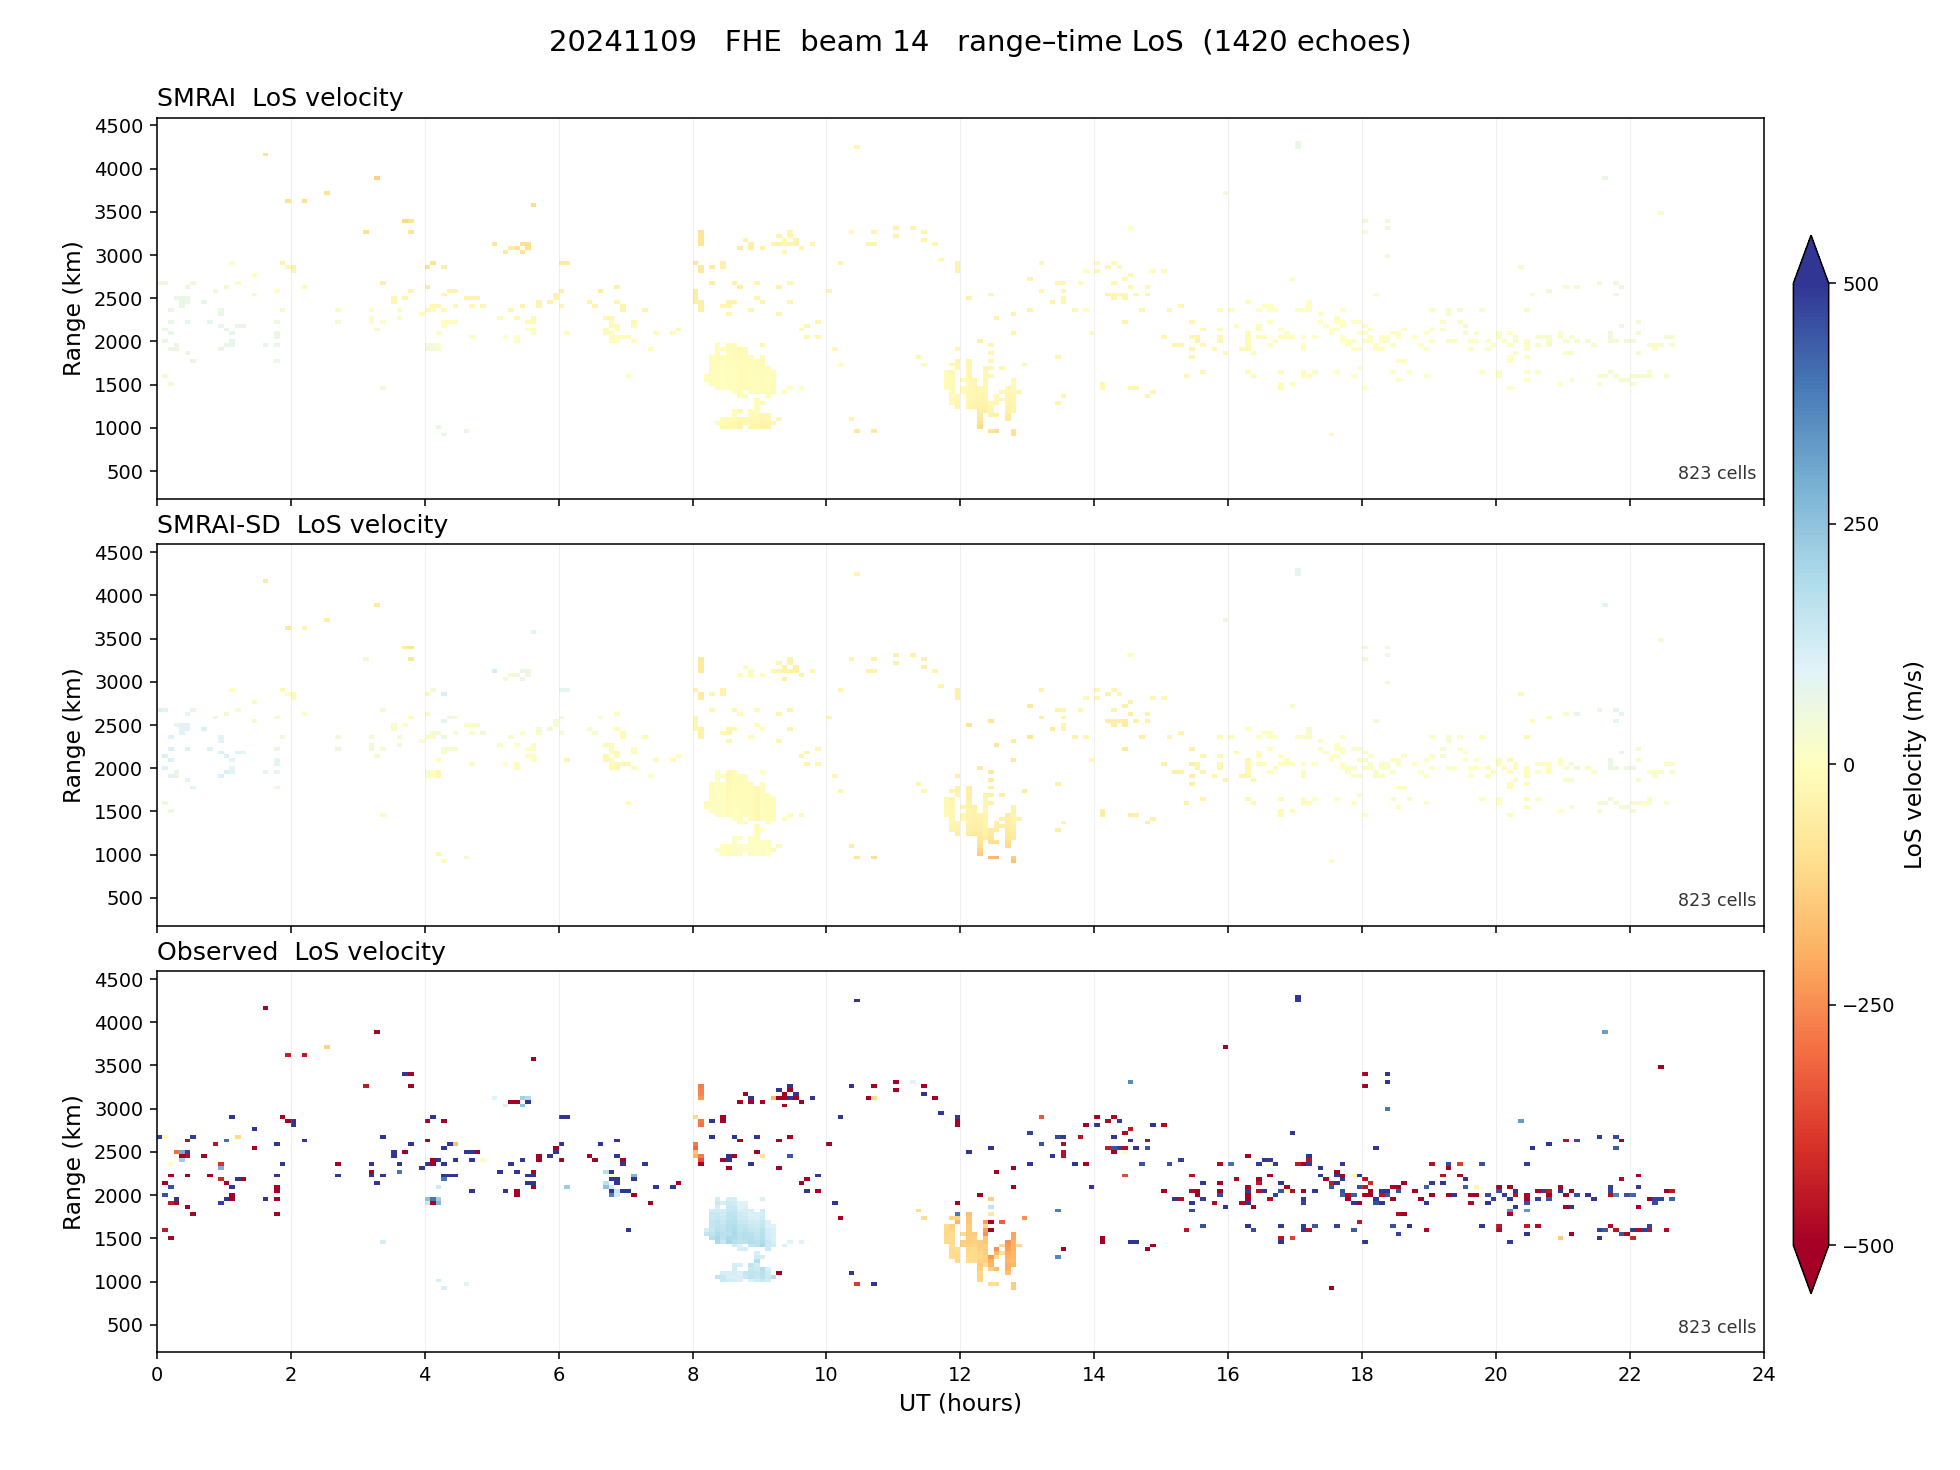 20241109   FHE  beam 14   range–time LoS  (1420 echoes)
SMRAI  LoS velocity
4500
4000
3500
3000
2500
2000
1500
1000
500
Range (km)
823 cells
SMRAI-SD  LoS velocity
4500
4000
3500
3000
2500
2000
1500
1000
500
Range (km)
823 cells
Observed  LoS velocity
4500
4000
3500
3000
2500
2000
1500
1000
500
Range (km)
823 cells
0 2 4 6 8 10 12 14 16 18 20 22 24
UT (hours)
500
250
0
−250
−500
LoS velocity (m/s)